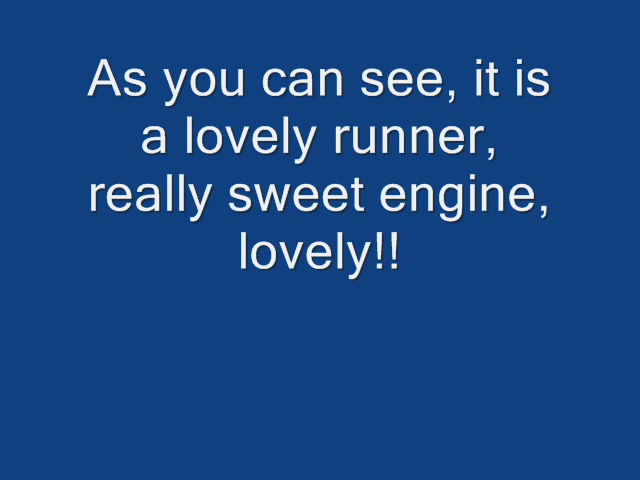 As you can see, it is
a lovely runner,
really sweet engine,
lovely!!